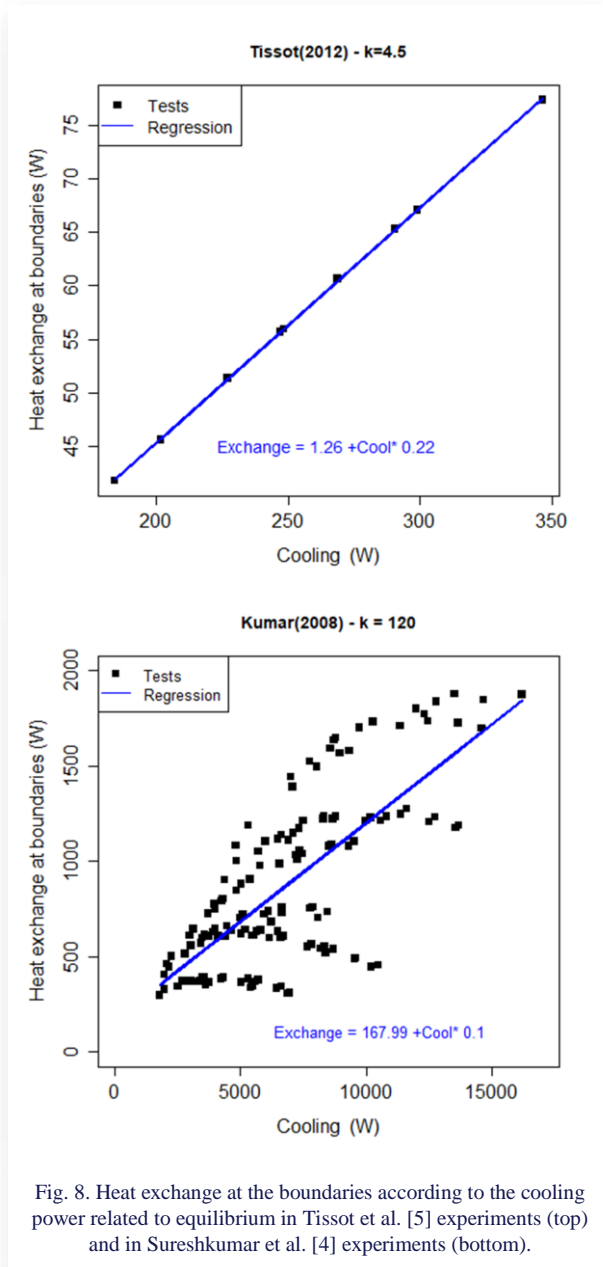 Tissot(2012) - k=4.5
Tests
Regression
Heat exchange at boundaries (W)
75
70
65
60
55
50
45
Exchange = 1.26 +Cool* 0.22
200 250 300 350
Cooling (W)
Kumar(2008) - k = 120
Tests
Regression
Heat exchange at boundaries (W)
2000
1500
1000
500
0
Exchange = 167.99 +Cool* 0.1
0 5000 10000 15000
Cooling (W)
Fig. 8. Heat exchange at the boundaries according to the cooling
power related to equilibrium in Tissot et al. [5] experiments (top)
and in Sureshkumar et al. [4] experiments (bottom).